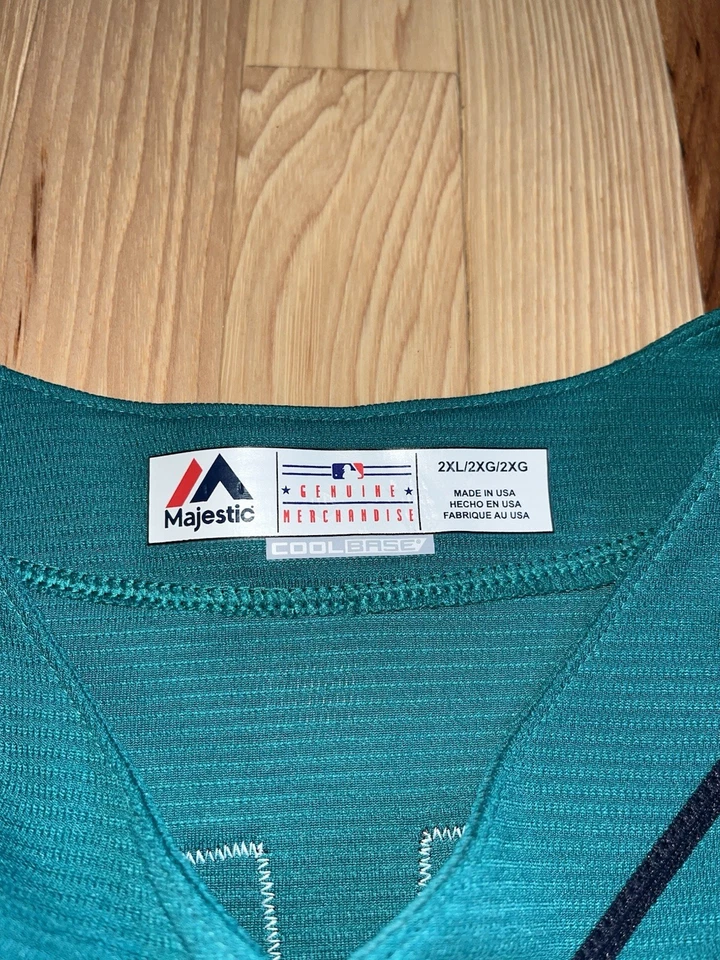 Majestic
GENUINE
MERCHANDISE
2XL/2XG/2XG
MADE IN USA
HECHO EN USA
FABRIQUE AU USA
COOLBASE